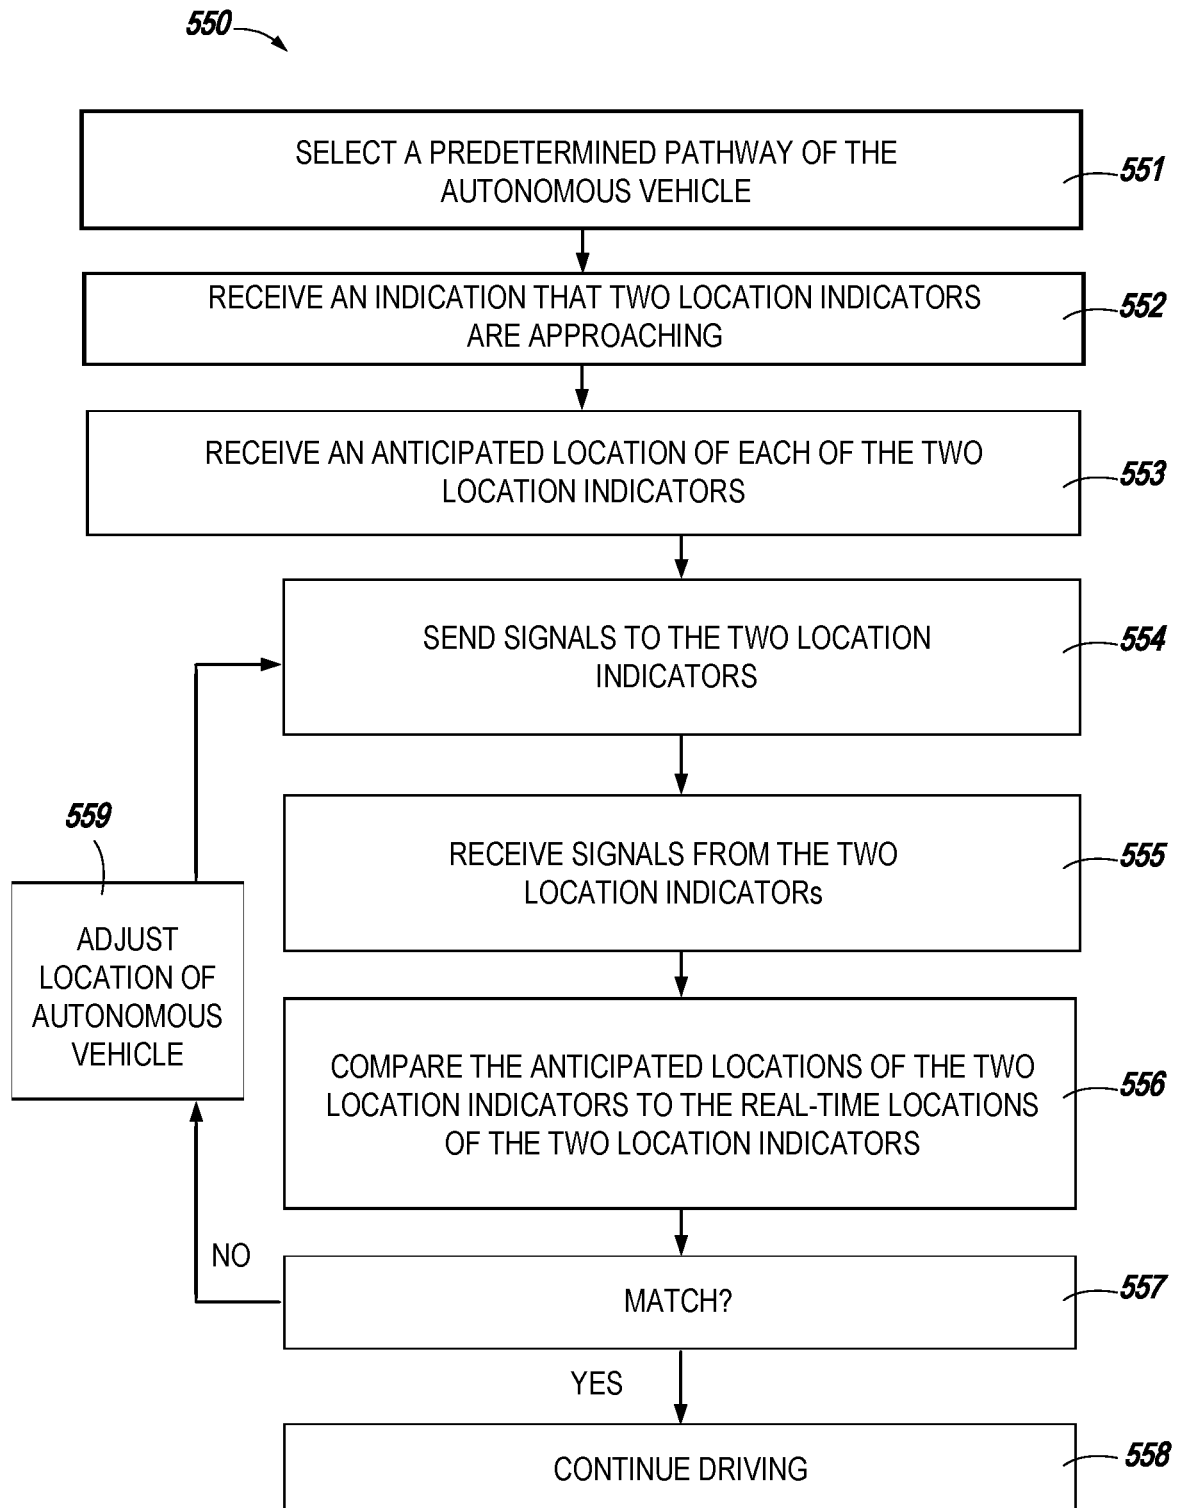 550
SELECT A PREDETERMINED PATHWAY OF THE
AUTONOMOUS VEHICLE
551
RECEIVE AN INDICATION THAT TWO LOCATION INDICATORS
ARE APPROACHING
552
RECEIVE AN ANTICIPATED LOCATION OF EACH OF THE TWO
LOCATION INDICATORS
553
SEND SIGNALS TO THE TWO LOCATION
INDICATORS
554
RECEIVE SIGNALS FROM THE TWO
LOCATION INDICATORs
555
559
ADJUST
LOCATION OF
AUTONOMOUS
VEHICLE
COMPARE THE ANTICIPATED LOCATIONS OF THE TWO
LOCATION INDICATORS TO THE REAL-TIME LOCATIONS
OF THE TWO LOCATION INDICATORS
556
NO
MATCH?
557
YES
CONTINUE DRIVING
558